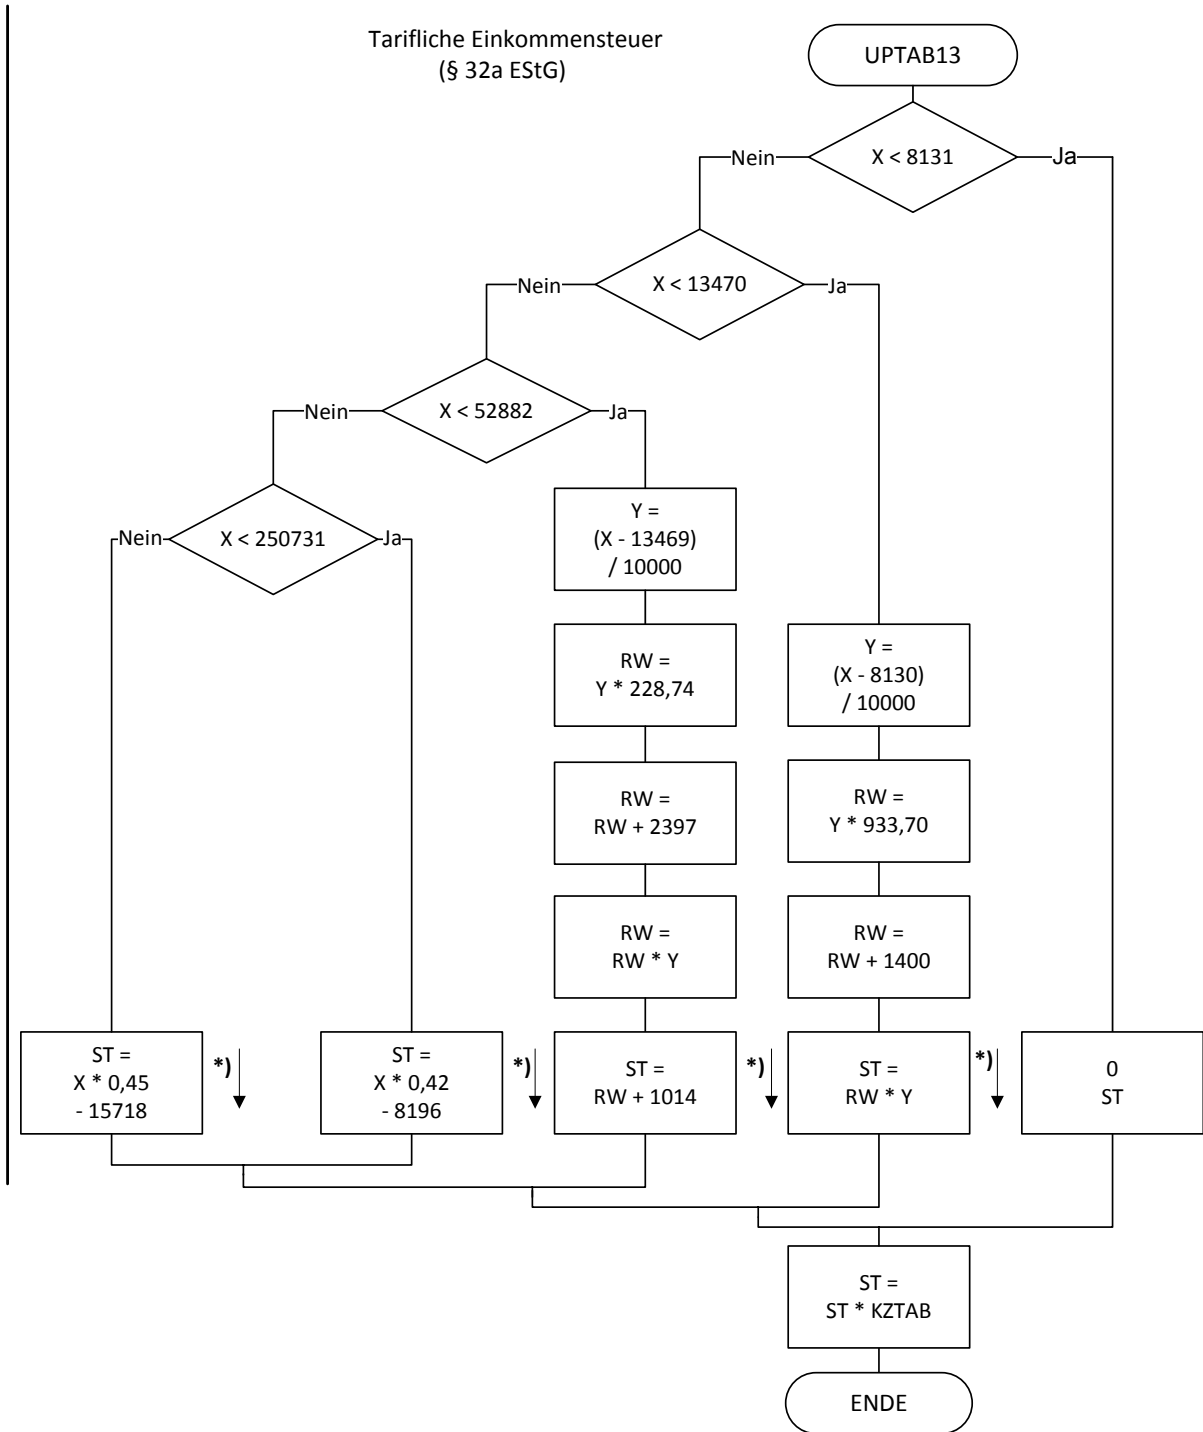 Tarifliche Einkommensteuer
(§ 32a EStG)
UPTAB13
X < 8131
Nein
Ja
X < 13470
Nein
Ja
X < 52882
Nein
Ja
X < 250731
Nein
Ja
Y =
(X - 13469)
/ 10000
RW =
Y * 228,74
RW =
RW + 2397
RW =
RW * Y
Y =
(X - 8130)
/ 10000
RW =
Y * 933,70
RW =
RW + 1400
ST =
X * 0,45
- 15718
*)
ST =
X * 0,42
- 8196
*)
ST =
RW + 1014
*)
ST =
RW * Y
*)
0
ST
ST =
ST * KZTAB
ENDE